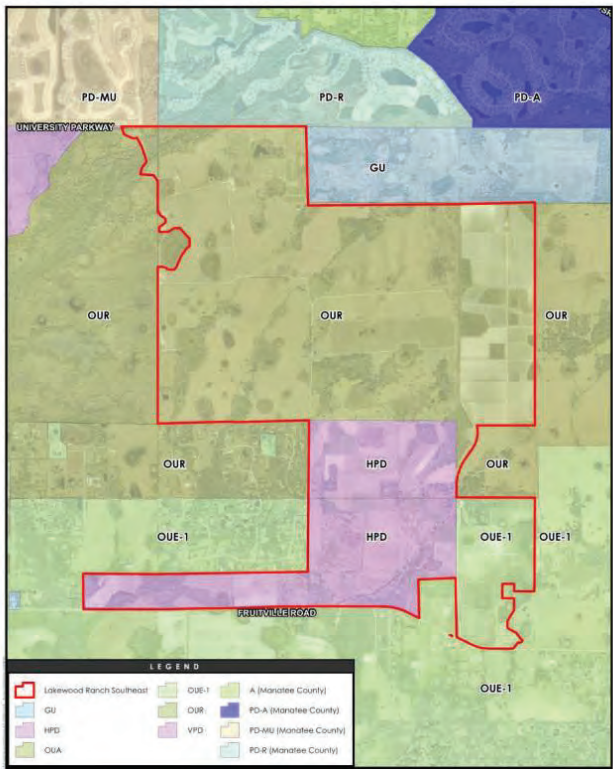 PD-MU
PD-R
PD-A
UNIVERSITY PARKWAY
GU
OUR
OUR
OUR
OUR
HPD
OUR
OUE-1
HPD
OUE-1
OUE-1
FRUITVILLE ROAD
OUE-1
LEGEND
Lakewood Ranch Southeast
GU
HPD
OUA
OUE-1
OUR
VPD
A (Manatee County)
PD-A (Manatee County)
PD-MU (Manatee County)
PD-R (Manatee County)